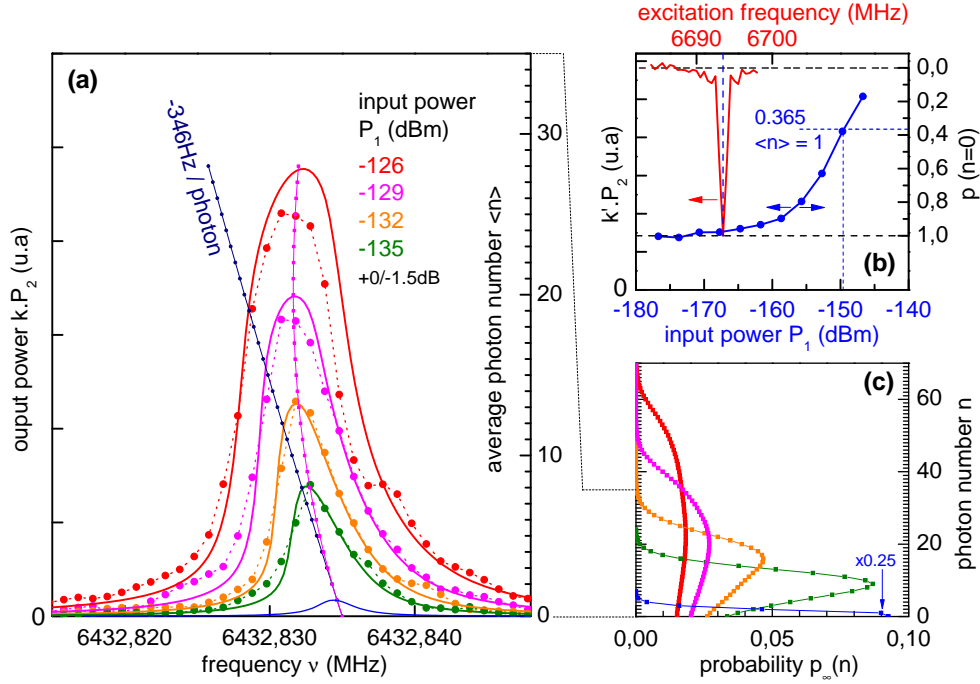 (a)
-346Hz / photon
input power
P₁ (dBm)
-126
-129
-132
-135
+0/-1.5dB
ouput power k.P₂ (u.a)
0
6432,820
6432,830
6432,840
frequency ν (MHz)
average photon number <n>
30
20
10
0
excitation frequency (MHz)
6690
6700
0.365
<n> = 1
(b)
k'.P₂ (u.a)
0
p (n=0)
0,0
0,2
0,4
0,6
0,8
1,0
-180
-170
-160
-150
-140
input power P₁ (dBm)
(c)
x0.25
photon number n
60
40
20
0
0,00
0,05
0,10
probability p∞(n)